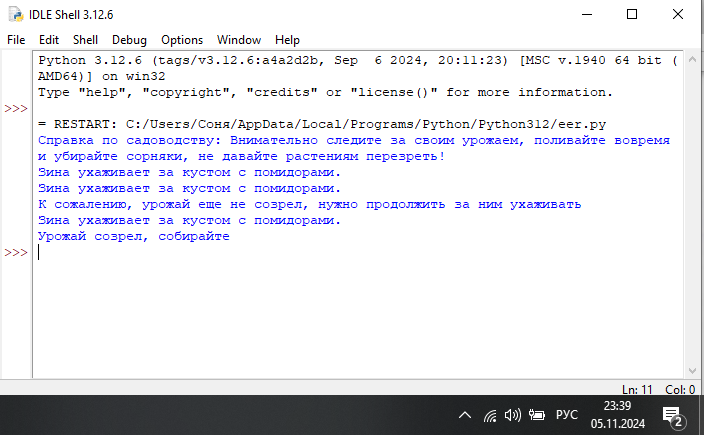 IDLE Shell 3.12.6
File Edit Shell Debug Options Window Help
Python 3.12.6 (tags/v3.12.6:a4a2d2b, Sep  6 2024, 20:11:23) [MSC v.1940 64 bit (
AMD64)] on win32
Type "help", "copyright", "credits" or "license()" for more information.
>>>
= RESTART: C:/Users/Соня/AppData/Local/Programs/Python/Python312/eer.py
Справка по садоводству: Внимательно следите за своим урожаем, поливайте вовремя
и убирайте сорняки, не давайте растениям перезреть!
Зина ухаживает за кустом с помидорами.
Зина ухаживает за кустом с помидорами.
К сожалению, урожай еще не созрел, нужно продолжить за ним ухаживать
Зина ухаживает за кустом с помидорами.
Урожай созрел, собирайте
>>>
Ln: 11 Col: 0
РУС
23:39
05.11.2024
2